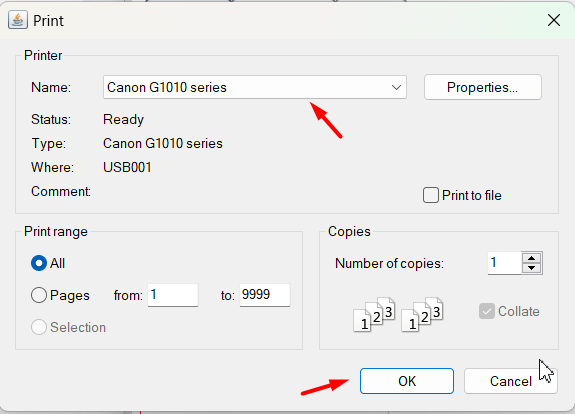 Print
Printer
Name: Canon G1010 series Properties...
Status: Ready
Type: Canon G1010 series
Where: USB001
Comment:
Print to file
Print range
All
Pages from: 1 to: 9999
Selection
Copies
Number of copies: 1
1 2 3 1 2 3
Collate
OK Cancel